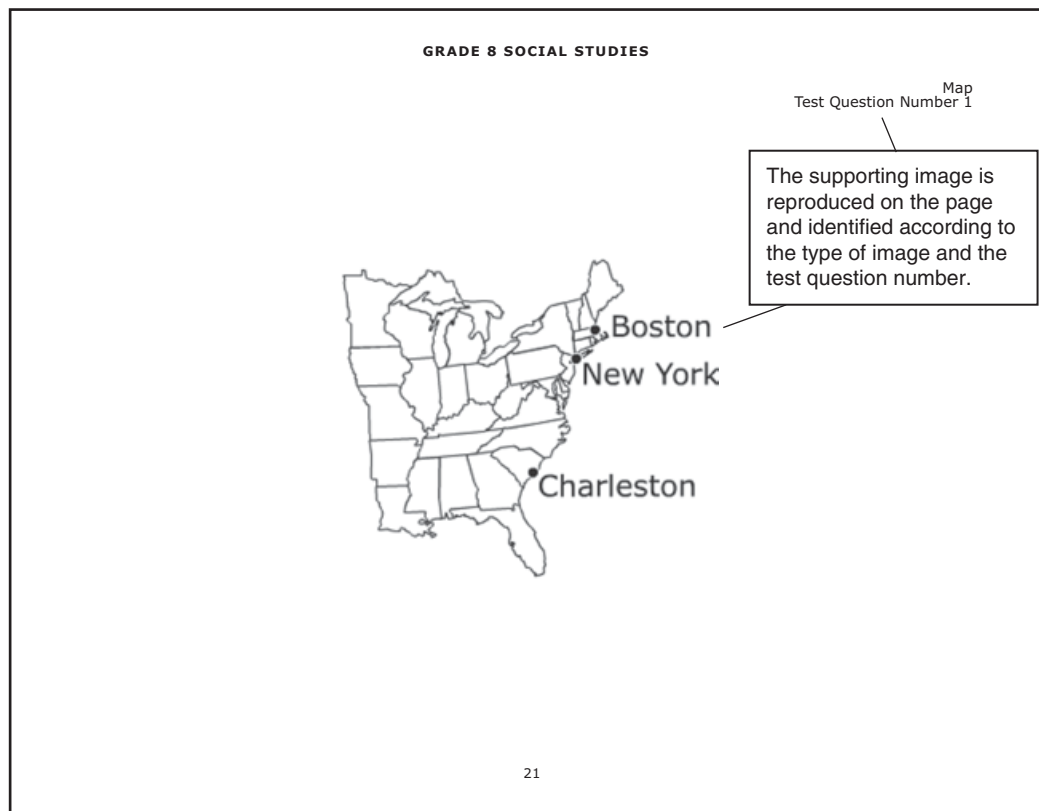 GRADE 8 SOCIAL STUDIES
Map
Test Question Number 1
The supporting image is
reproduced on the page
and identified according to
the type of image and the
test question number.
Boston
New York
Charleston
21